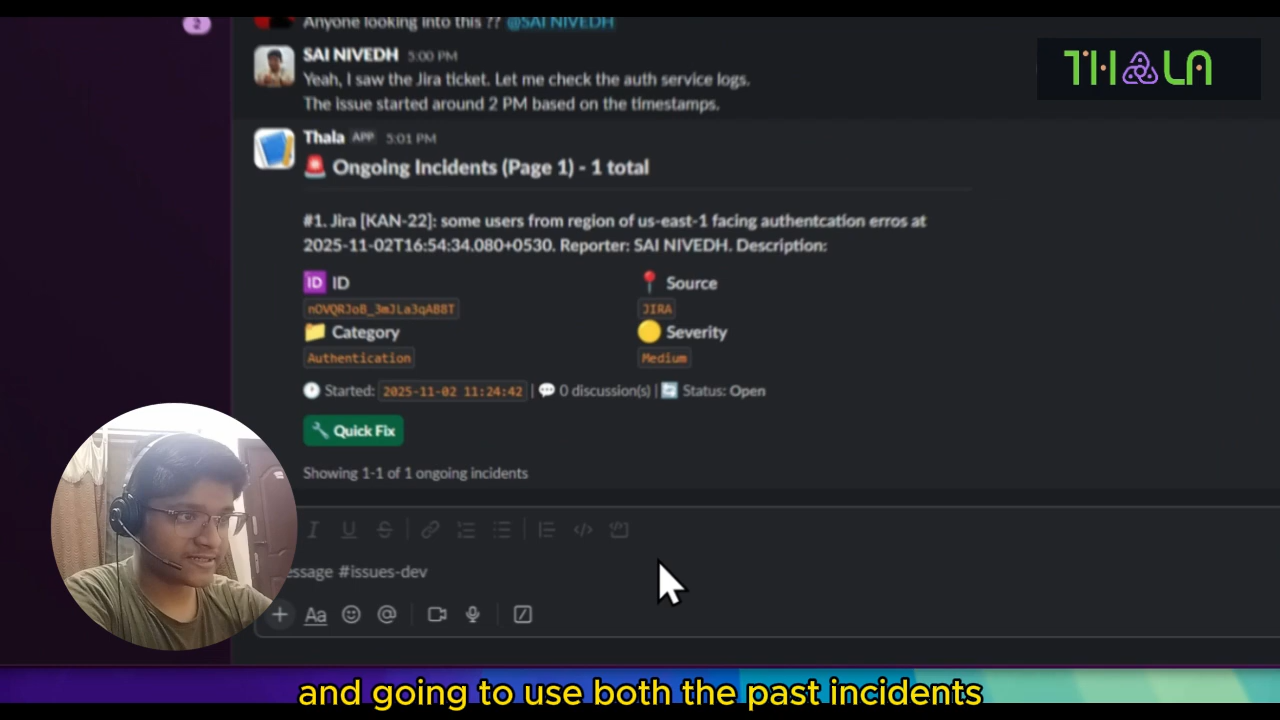 2
Anyone looking into this ?? @SAI NIVEDH
SAI NIVEDH 5:00 PM
Yeah, I saw the Jira ticket. Let me check the auth service logs.
The issue started around 2 PM based on the timestamps.
THALA
Thala APP 5:01 PM
Ongoing Incidents (Page 1) - 1 total
#1. Jira [KAN-22]: some users from region of us-east-1 facing authentcation erros at
2025-11-02T16:54:34.080+0530. Reporter: SAI NIVEDH. Description:
ID ID
Source
nOVQRJoB_3mJLa3qAB8T
JIRA
Category
Severity
Authentication
Medium
Started: 2025-11-02 11:24:42 | 0 discussion(s) | Status: Open
Quick Fix
Showing 1-1 of 1 ongoing incidents
essage #issues-dev
Aa
and going to use both the past incidents